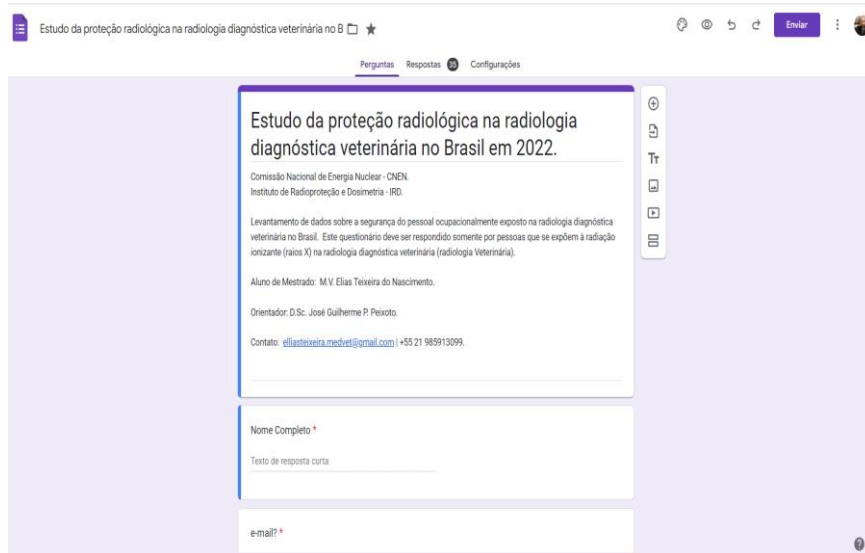 Estudo da proteção radiológica na radiologia diagnóstica veterinária no B
Enviar
Perguntas Respostas 35 Configurações
Estudo da proteção radiológica na radiologia
diagnóstica veterinária no Brasil em 2022.
Comissão Nacional de Energia Nuclear - CNEN.
Instituto de Radioproteção e Dosimetria - IRD.
Levantamento de dados sobre a segurança do pessoal ocupacionalmente exposto na radiologia diagnóstica
veterinária no Brasil. Este questionário deve ser respondido somente por pessoas que se expõem à radiação
ionizante (raios X) na radiologia diagnóstica veterinária (radiologia Veterinária).
Aluno de Mestrado: M.V. Elias Teixeira do Nascimento.
Orientador: D.Sc. José Guilherme P. Peixoto.
Contato: elliasteixeira.medvet@gmail.com | +55 21 985913099.
Tт
Nome Completo *
Texto de resposta curta
e-mail? *